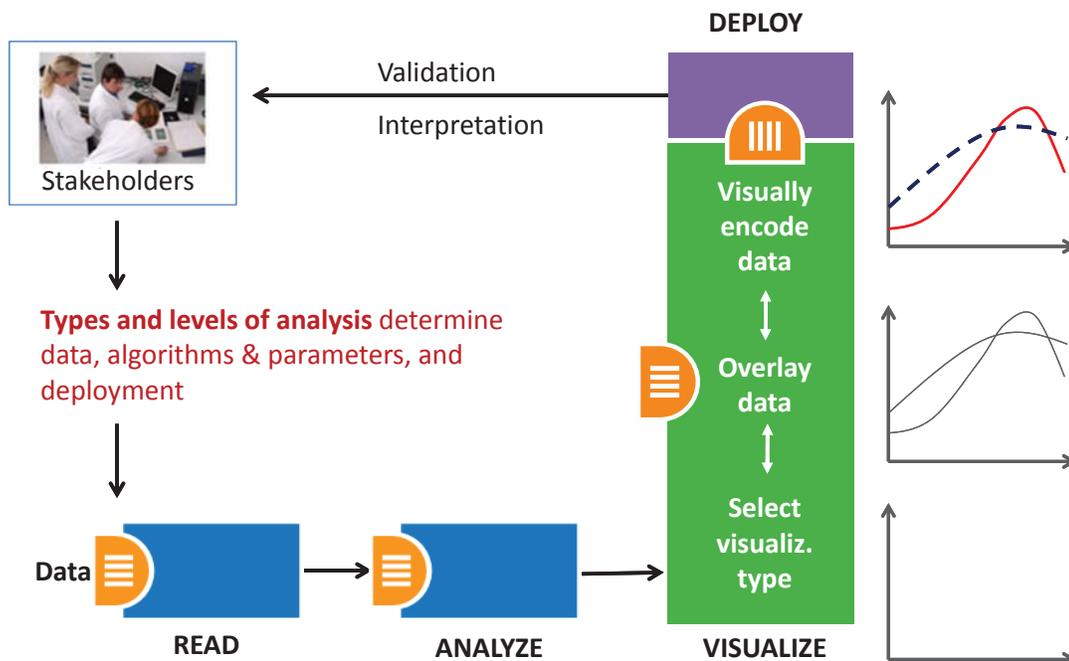 DEPLOY
Validation
Interpretation
Stakeholders
Visually
encode
data
Types and levels of analysis determine
data, algorithms & parameters, and
deployment
Overlay
data
Select
visualiz.
type
Data
READ
ANALYZE
VISUALIZE